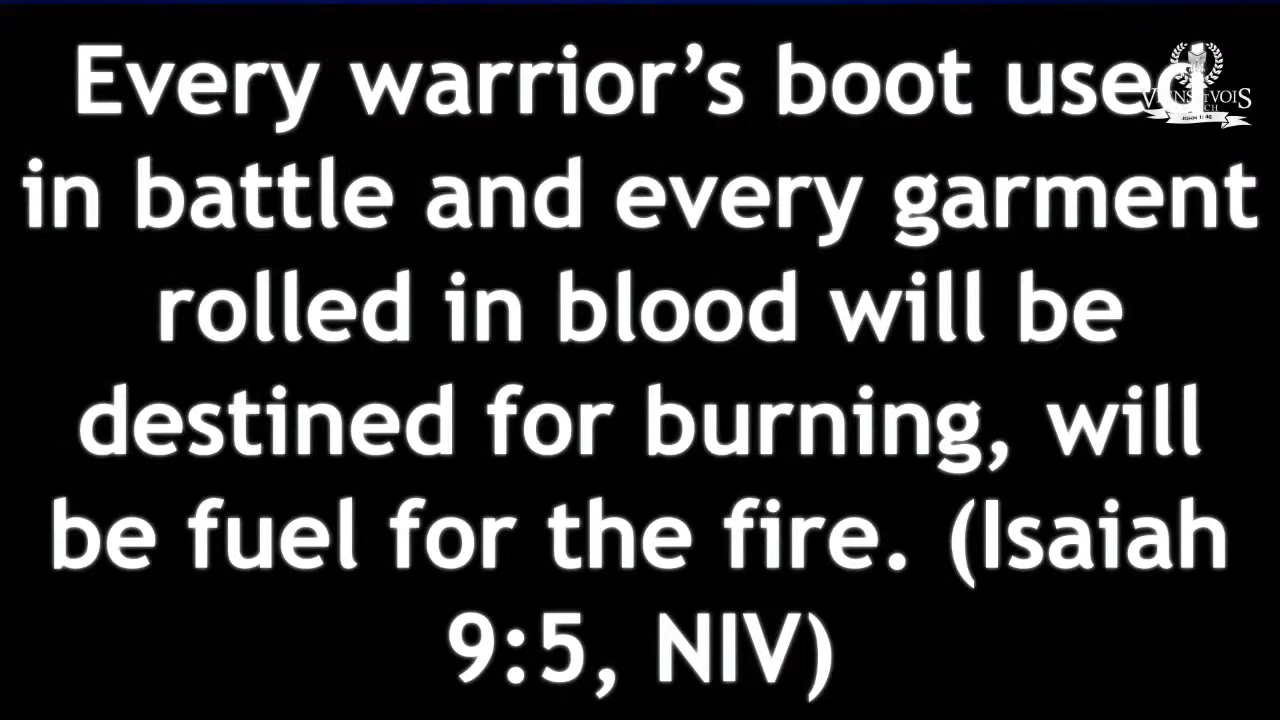 Every warrior’s boot used
in battle and every garment
rolled in blood will be
destined for burning, will
be fuel for the fire. (Isaiah
9:5, NIV)